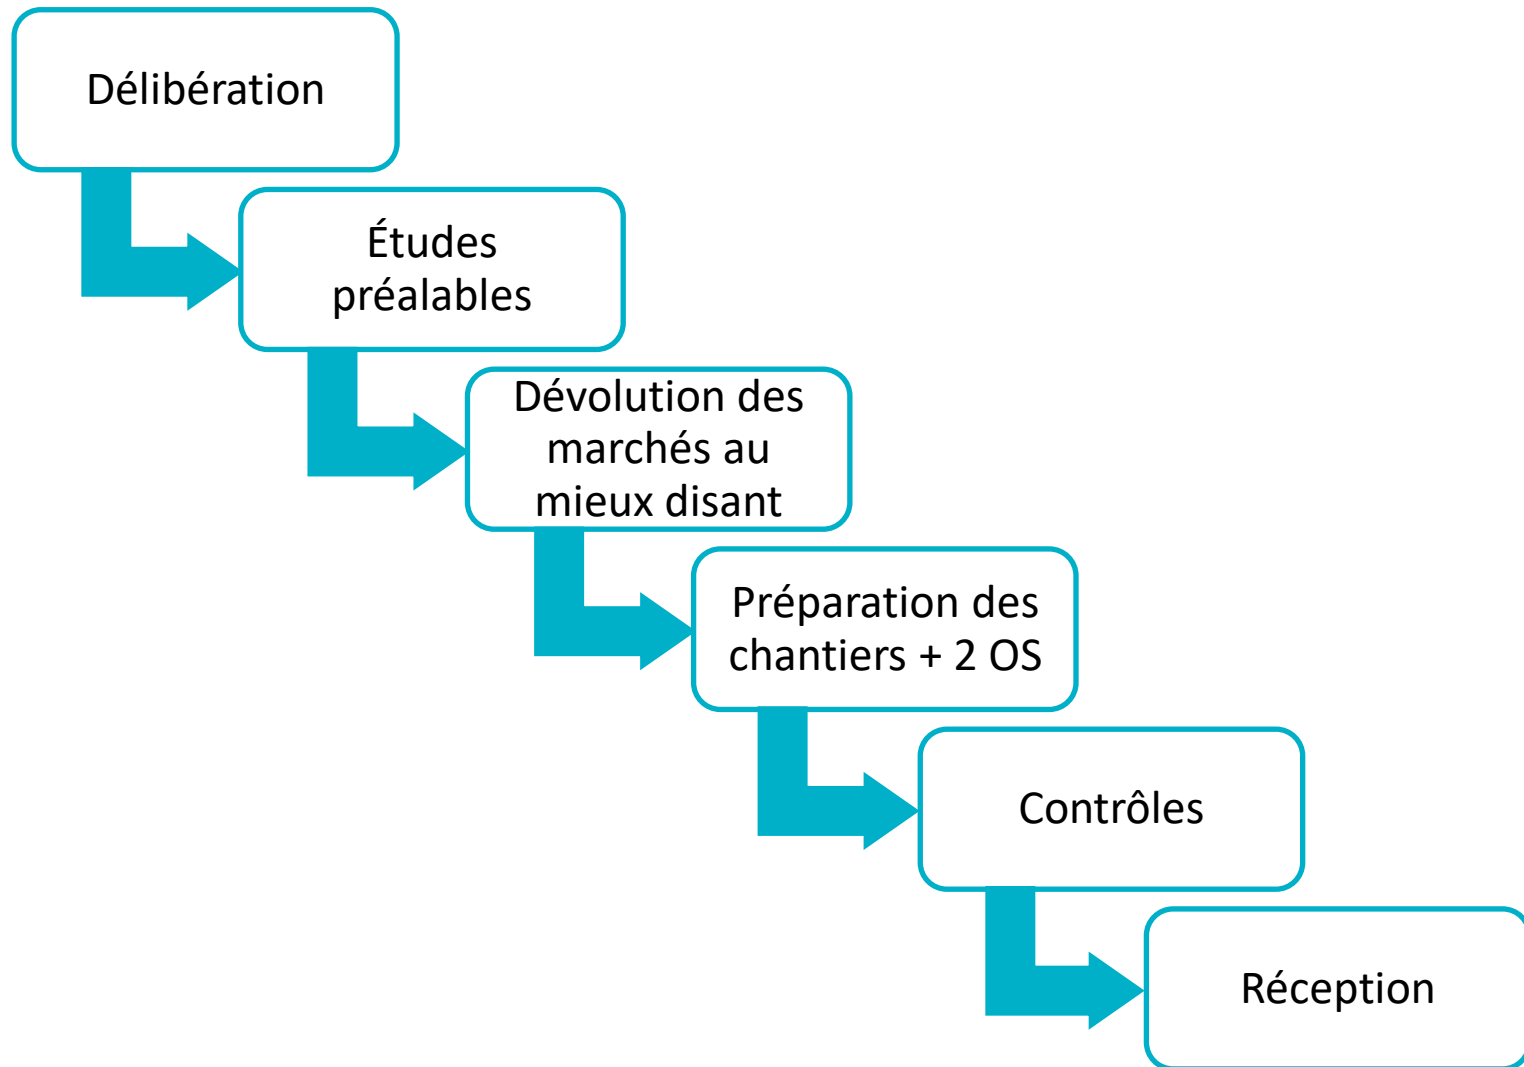 Délibération
Études
préalables
Dévolution des
marchés au
mieux disant
Préparation des
chantiers + 2 OS
Contrôles
Réception